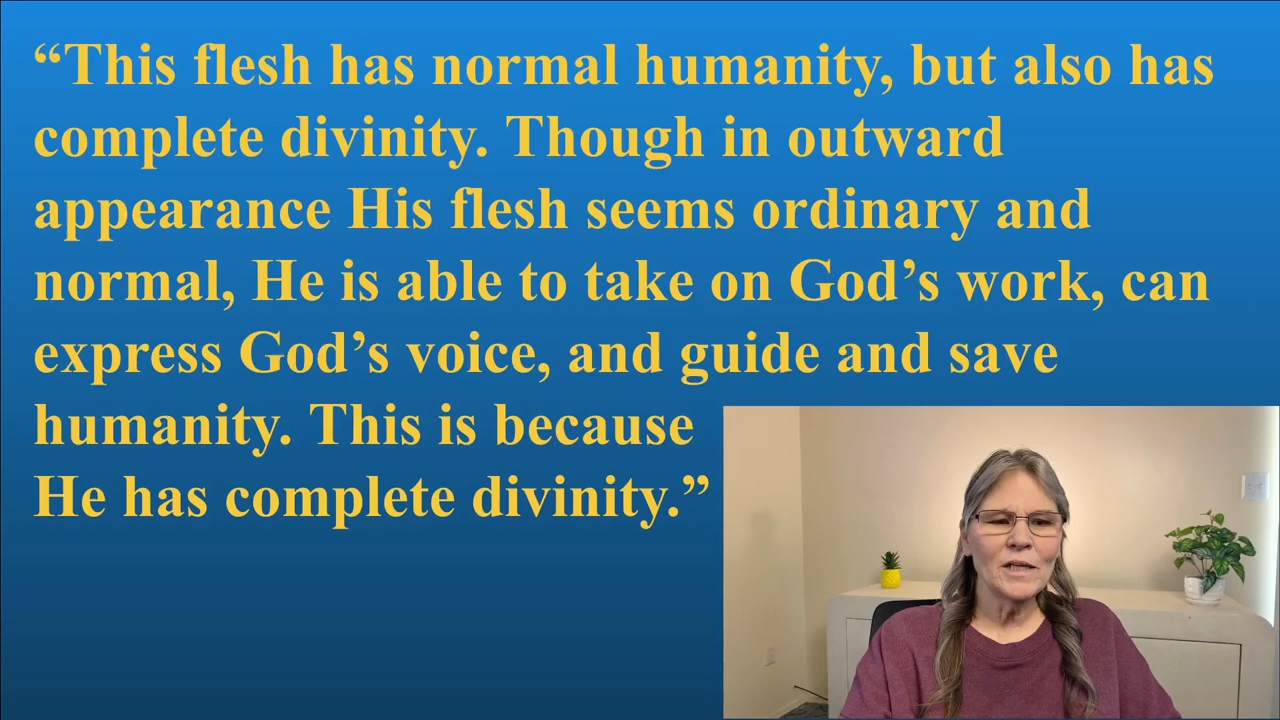 “This flesh has normal humanity, but also has
complete divinity. Though in outward
appearance His flesh seems ordinary and
normal, He is able to take on God’s work, can
express God’s voice, and guide and save
humanity. This is because
He has complete divinity.”